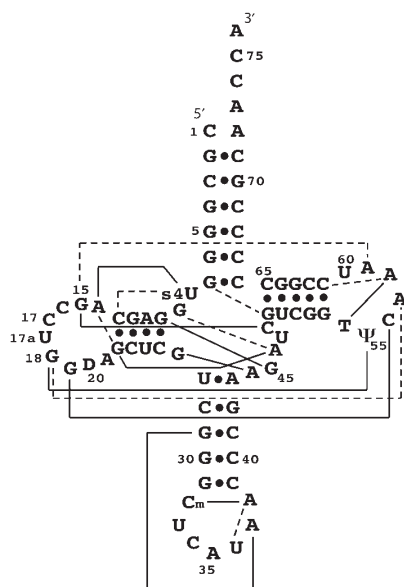 3′
A
C 75
C
A
5′
1 C A
G•C
C•G 70
G•C
5 G•C
G•C 60
G•C 65 U A A
CGGCC
15 s4U
C G A G A
17 C CGAG GUCGG T C
17a U C U Ψ 55
18 G A GCUC G A
G D 20 A G 45
U•A
C•G
G•C
30 G•C 40
G•C
Cm A
U A
C A U
35